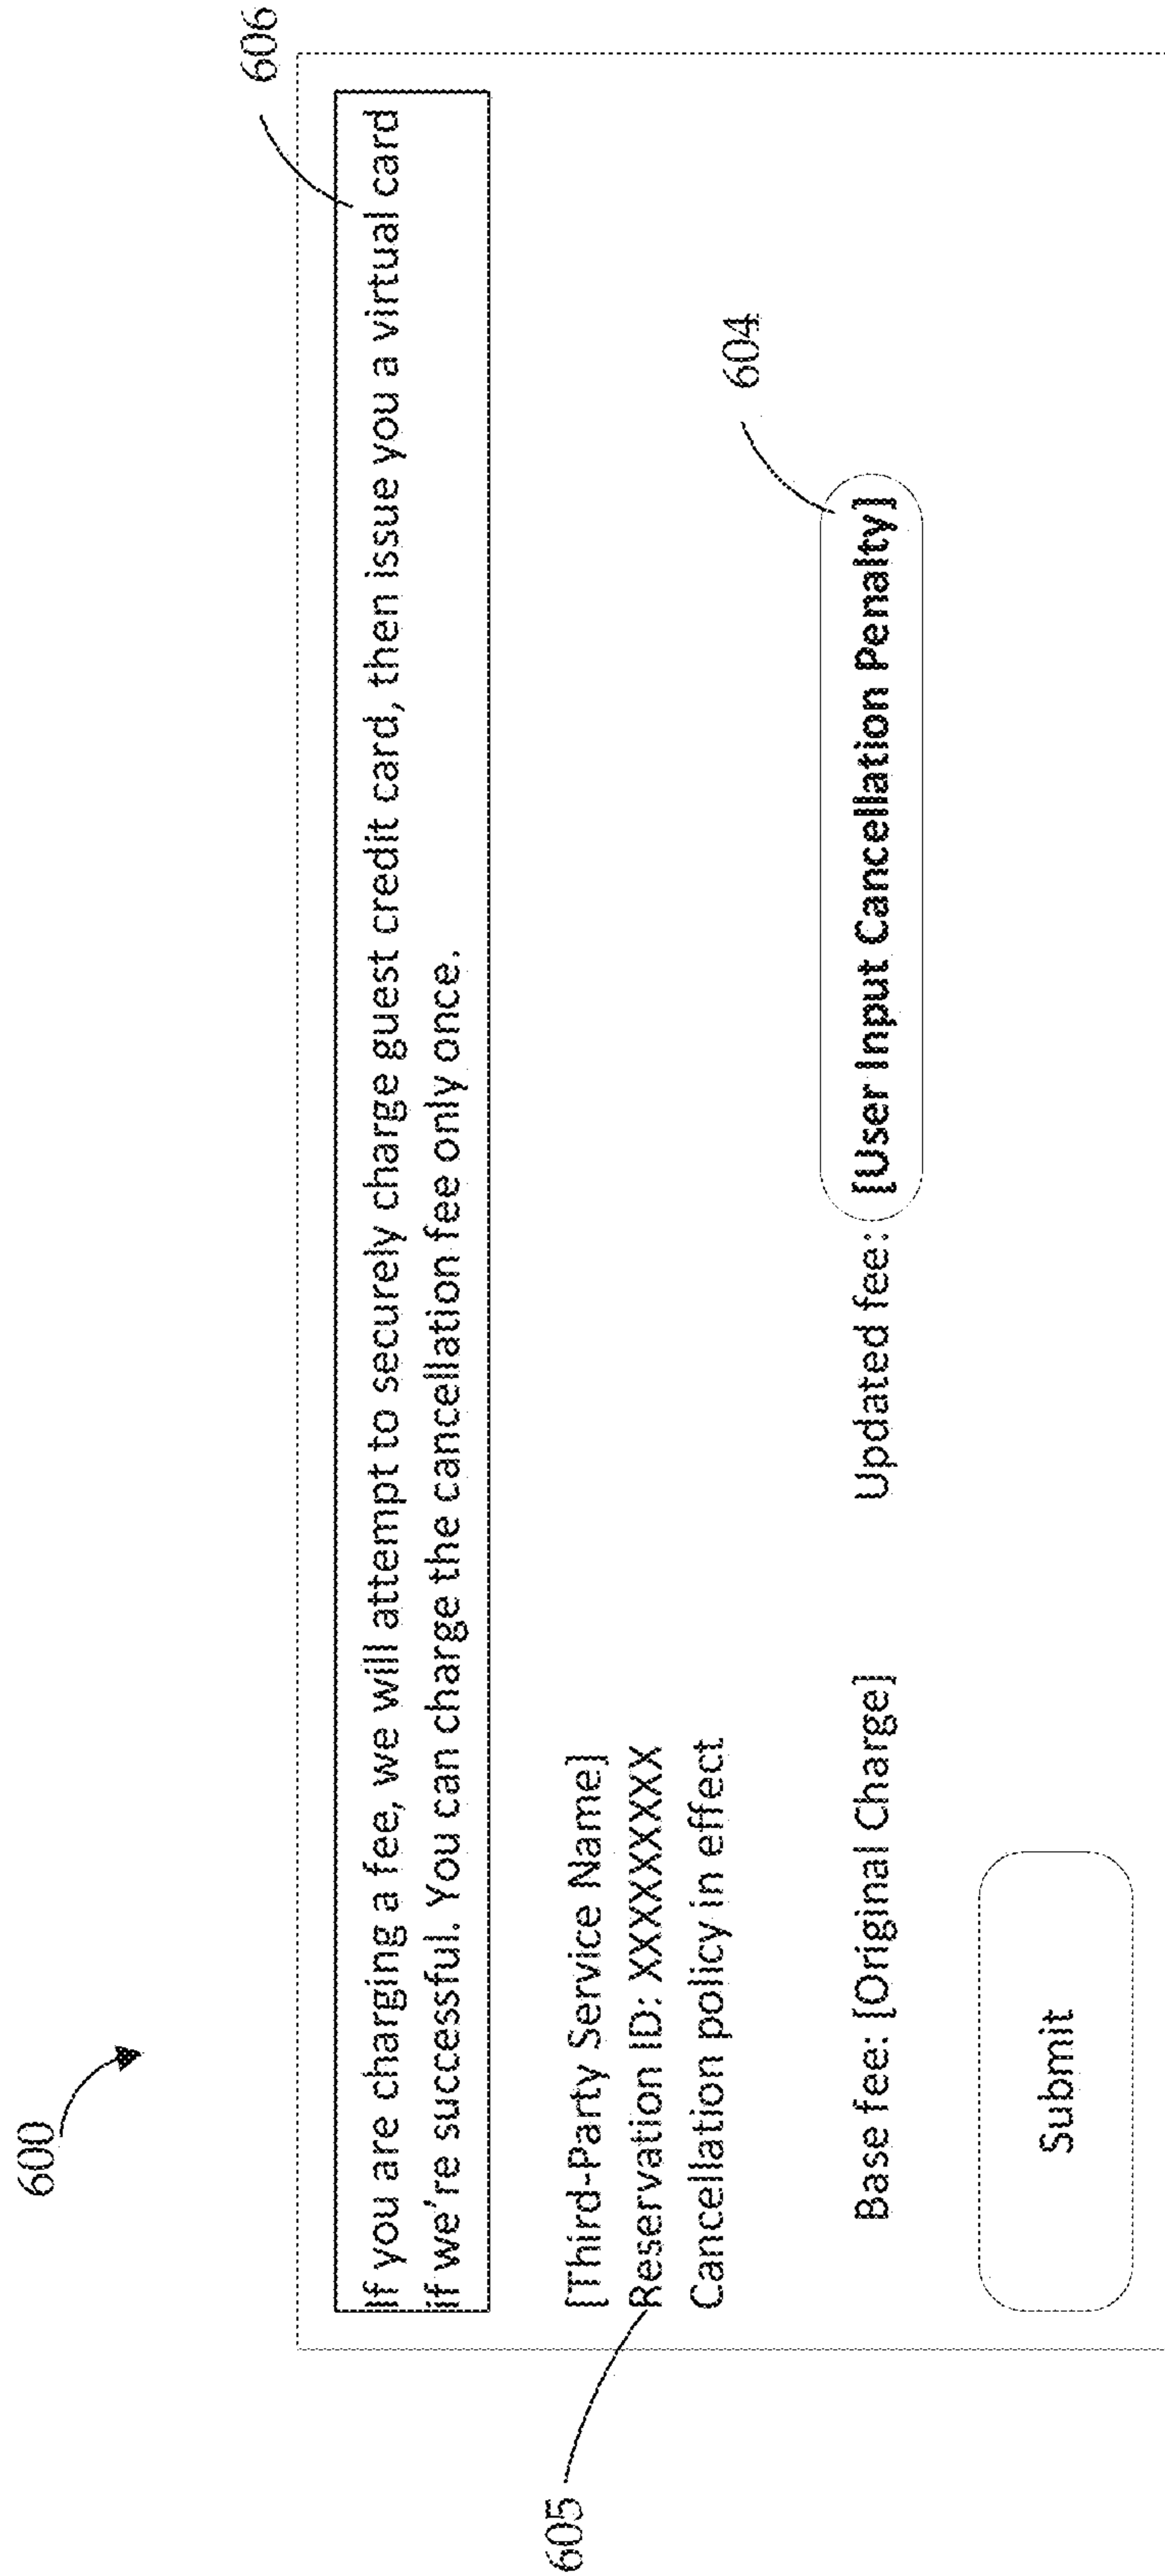 600
606
If you are charging a fee, we will attempt to securely charge guest credit card, then issue you a virtual card
if we're successful. You can charge the cancellation fee only once.
605
[Third-Party Service Name]
Reservation ID: XXXXXXXXX
Cancellation policy in effect
604
Base fee: [Original Charge] Updated fee: [User Input Cancellation Penalty]
Submit